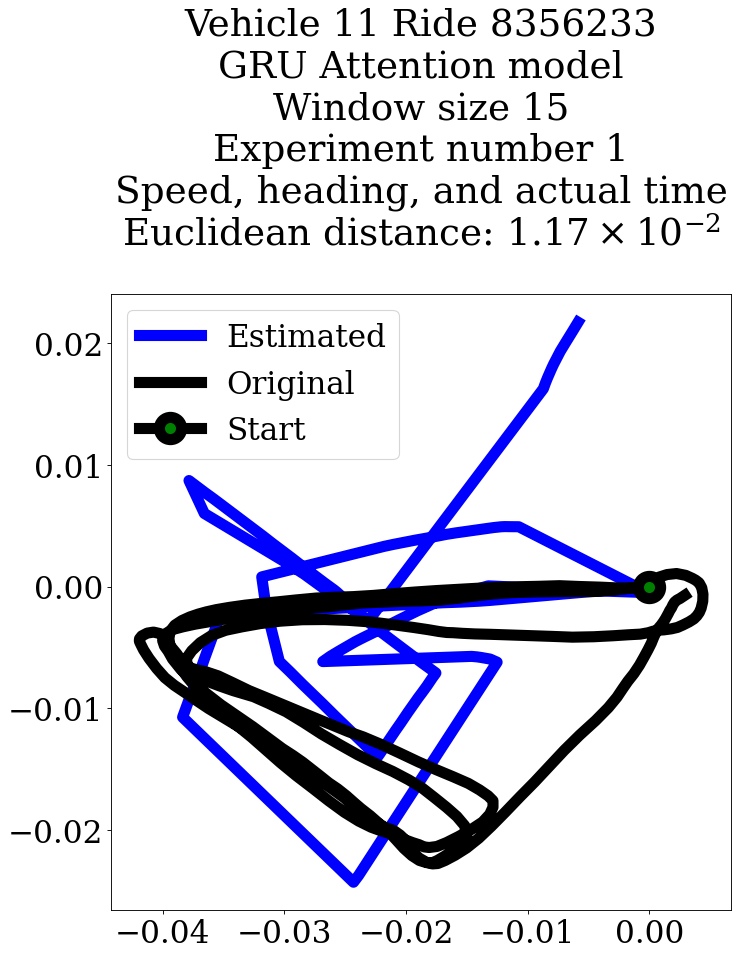 Vehicle 11 Ride 8356233
GRU Attention model
Window size 15
Experiment number 1
Speed, heading, and actual time
Euclidean distance: 1.17 × 10⁻²
Estimated
Original
Start
0.02
0.01
0.00
−0.01
−0.02
−0.04 −0.03 −0.02 −0.01 0.00